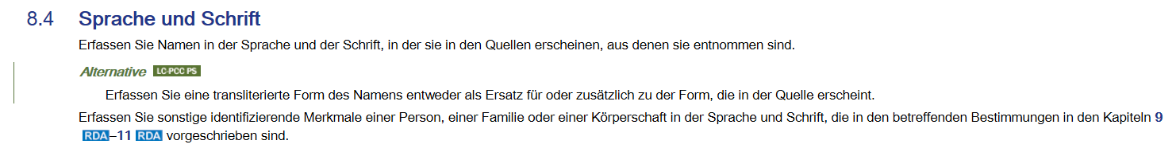 8.4 Sprache und Schrift
Erfassen Sie Namen in der Sprache und der Schrift, in der sie in den Quellen erscheinen, aus denen sie entnommen sind.
Alternative LC-PCC PS
Erfassen Sie eine transliterierte Form des Namens entweder als Ersatz für oder zusätzlich zu der Form, die in der Quelle erscheint.
Erfassen Sie sonstige identifizierende Merkmale einer Person, einer Familie oder einer Körperschaft in der Sprache und Schrift, die in den betreffenden Bestimmungen in den Kapiteln 9
RDA–11 RDA vorgeschrieben sind.